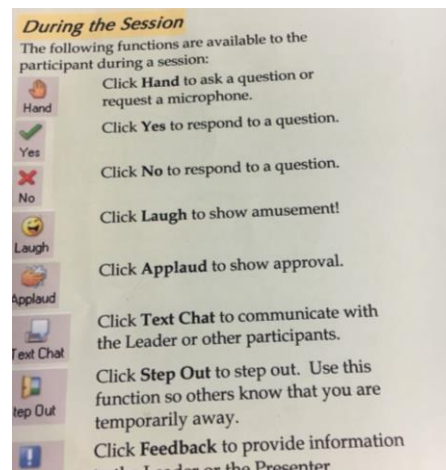 During the Session
The following functions are available to the
participant during a session:
Hand
Click Hand to ask a question or
request a microphone.
Yes
Click Yes to respond to a question.
No
Click No to respond to a question.
Laugh
Click Laugh to show amusement!
Applaud
Click Applaud to show approval.
Text Chat
Click Text Chat to communicate with
the Leader or other participants.
tep Out
Click Step Out to step out. Use this
function so others know that you are
temporarily away.
Click Feedback to provide information
the Leader or the Presenter